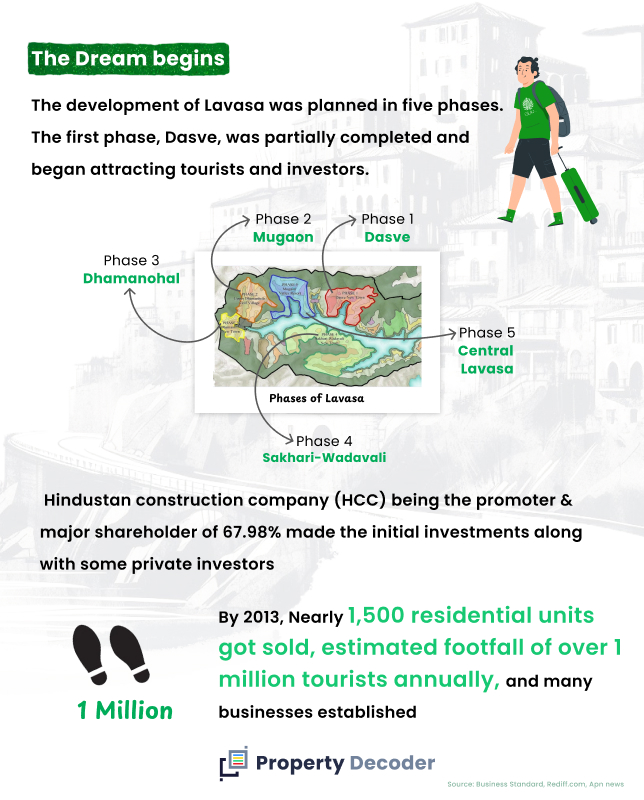 The Dream begins
The development of Lavasa was planned in five phases.
The first phase, Dasve, was partially completed and
began attracting tourists and investors.
Phase 2
Mugaon
Phase 1
Dasve
Phase 3
Dhamanohal
Phase 5
Central
Lavasa
Phases of Lavasa
Phase 4
Sakhari-Wadavali
Hindustan construction company (HCC) being the promoter &
major shareholder of 67.98% made the initial investments along
with some private investors
By 2013, Nearly 1,500 residential units
got sold, estimated footfall of over 1
million tourists annually, and many
businesses established
1 Million
Property Decoder
Source: Business Standard, Rediff.com, Apn news